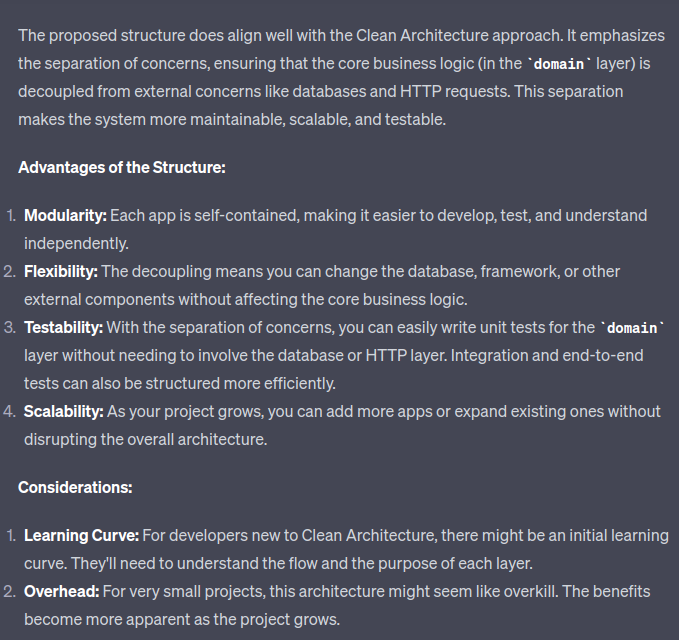 The proposed structure does align well with the Clean Architecture approach. It emphasizes
the separation of concerns, ensuring that the core business logic (in the `domain` layer) is
decoupled from external concerns like databases and HTTP requests. This separation
makes the system more maintainable, scalable, and testable.
Advantages of the Structure:
1. Modularity: Each app is self-contained, making it easier to develop, test, and understand
independently.
2. Flexibility: The decoupling means you can change the database, framework, or other
external components without affecting the core business logic.
3. Testability: With the separation of concerns, you can easily write unit tests for the `domain`
layer without needing to involve the database or HTTP layer. Integration and end-to-end
tests can also be structured more efficiently.
4. Scalability: As your project grows, you can add more apps or expand existing ones without
disrupting the overall architecture.
Considerations:
1. Learning Curve: For developers new to Clean Architecture, there might be an initial learning
curve. They'll need to understand the flow and the purpose of each layer.
2. Overhead: For very small projects, this architecture might seem like overkill. The benefits
become more apparent as the project grows.